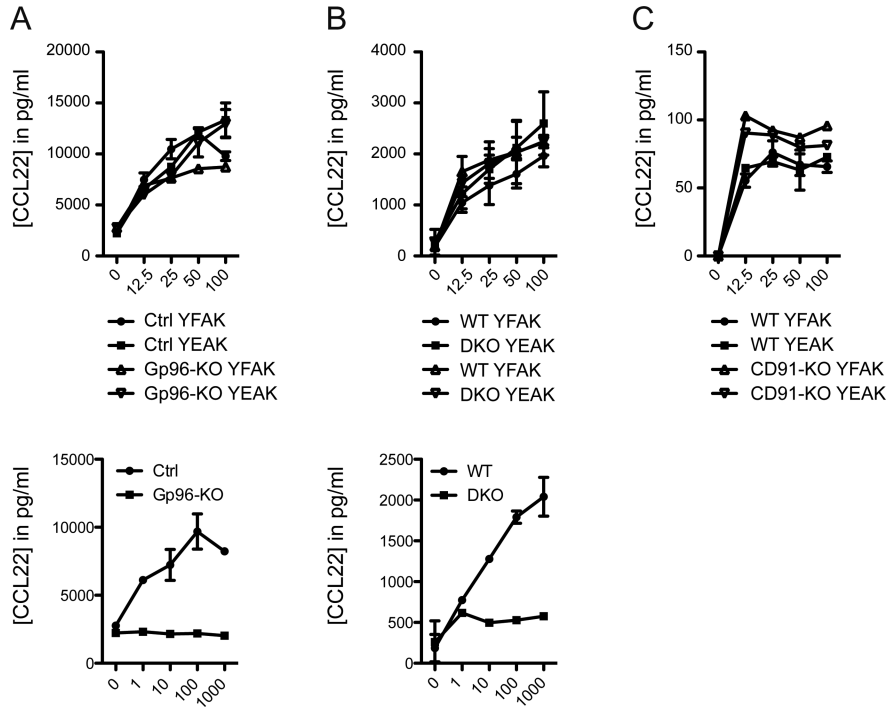 A
[CCL22] in pg/ml
20000
15000
10000
5000
0
0 12.5 25 50 100
Ctrl YFAK
Ctrl YEAK
Gp96-KO YFAK
Gp96-KO YEAK
B
[CCL22] in pg/ml
4000
3000
2000
1000
0
0 12.5 25 50 100
WT YFAK
DKO YEAK
WT YFAK
DKO YEAK
C
[CCL22] in pg/ml
150
100
50
0
0 12.5 25 50 100
WT YFAK
WT YEAK
CD91-KO YFAK
CD91-KO YEAK
[CCL22] in pg/ml
15000
10000
5000
0
0 1 10 100 1000
Ctrl
Gp96-KO
[CCL22] in pg/ml
2500
2000
1500
1000
500
0
0 1 10 100 1000
WT
DKO